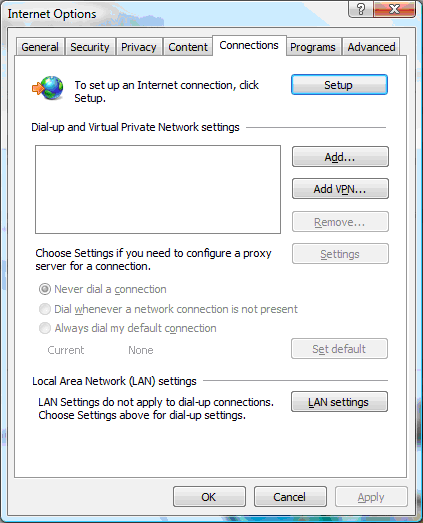 Internet Options
?
General Security Privacy Content Connections Programs Advanced
To set up an Internet connection, click
Setup.
Setup
Dial-up and Virtual Private Network settings
Add...
Add VPN...
Remove...
Choose Settings if you need to configure a proxy
server for a connection.
Settings
Never dial a connection
Dial whenever a network connection is not present
Always dial my default connection
Current None
Set default
Local Area Network (LAN) settings
LAN Settings do not apply to dial-up connections.
Choose Settings above for dial-up settings.
LAN settings
OK Cancel Apply